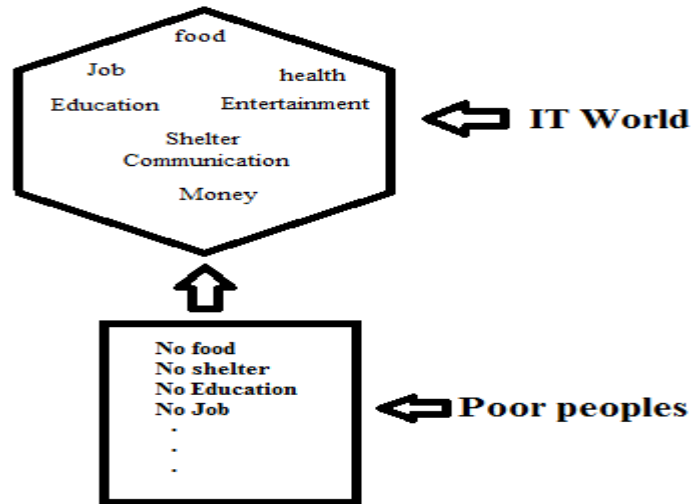 food
Job
health
Education
Entertainment
IT World
Shelter
Communication
Money
No food
No shelter
No Education
No Job
.
.
.
Poor peoples